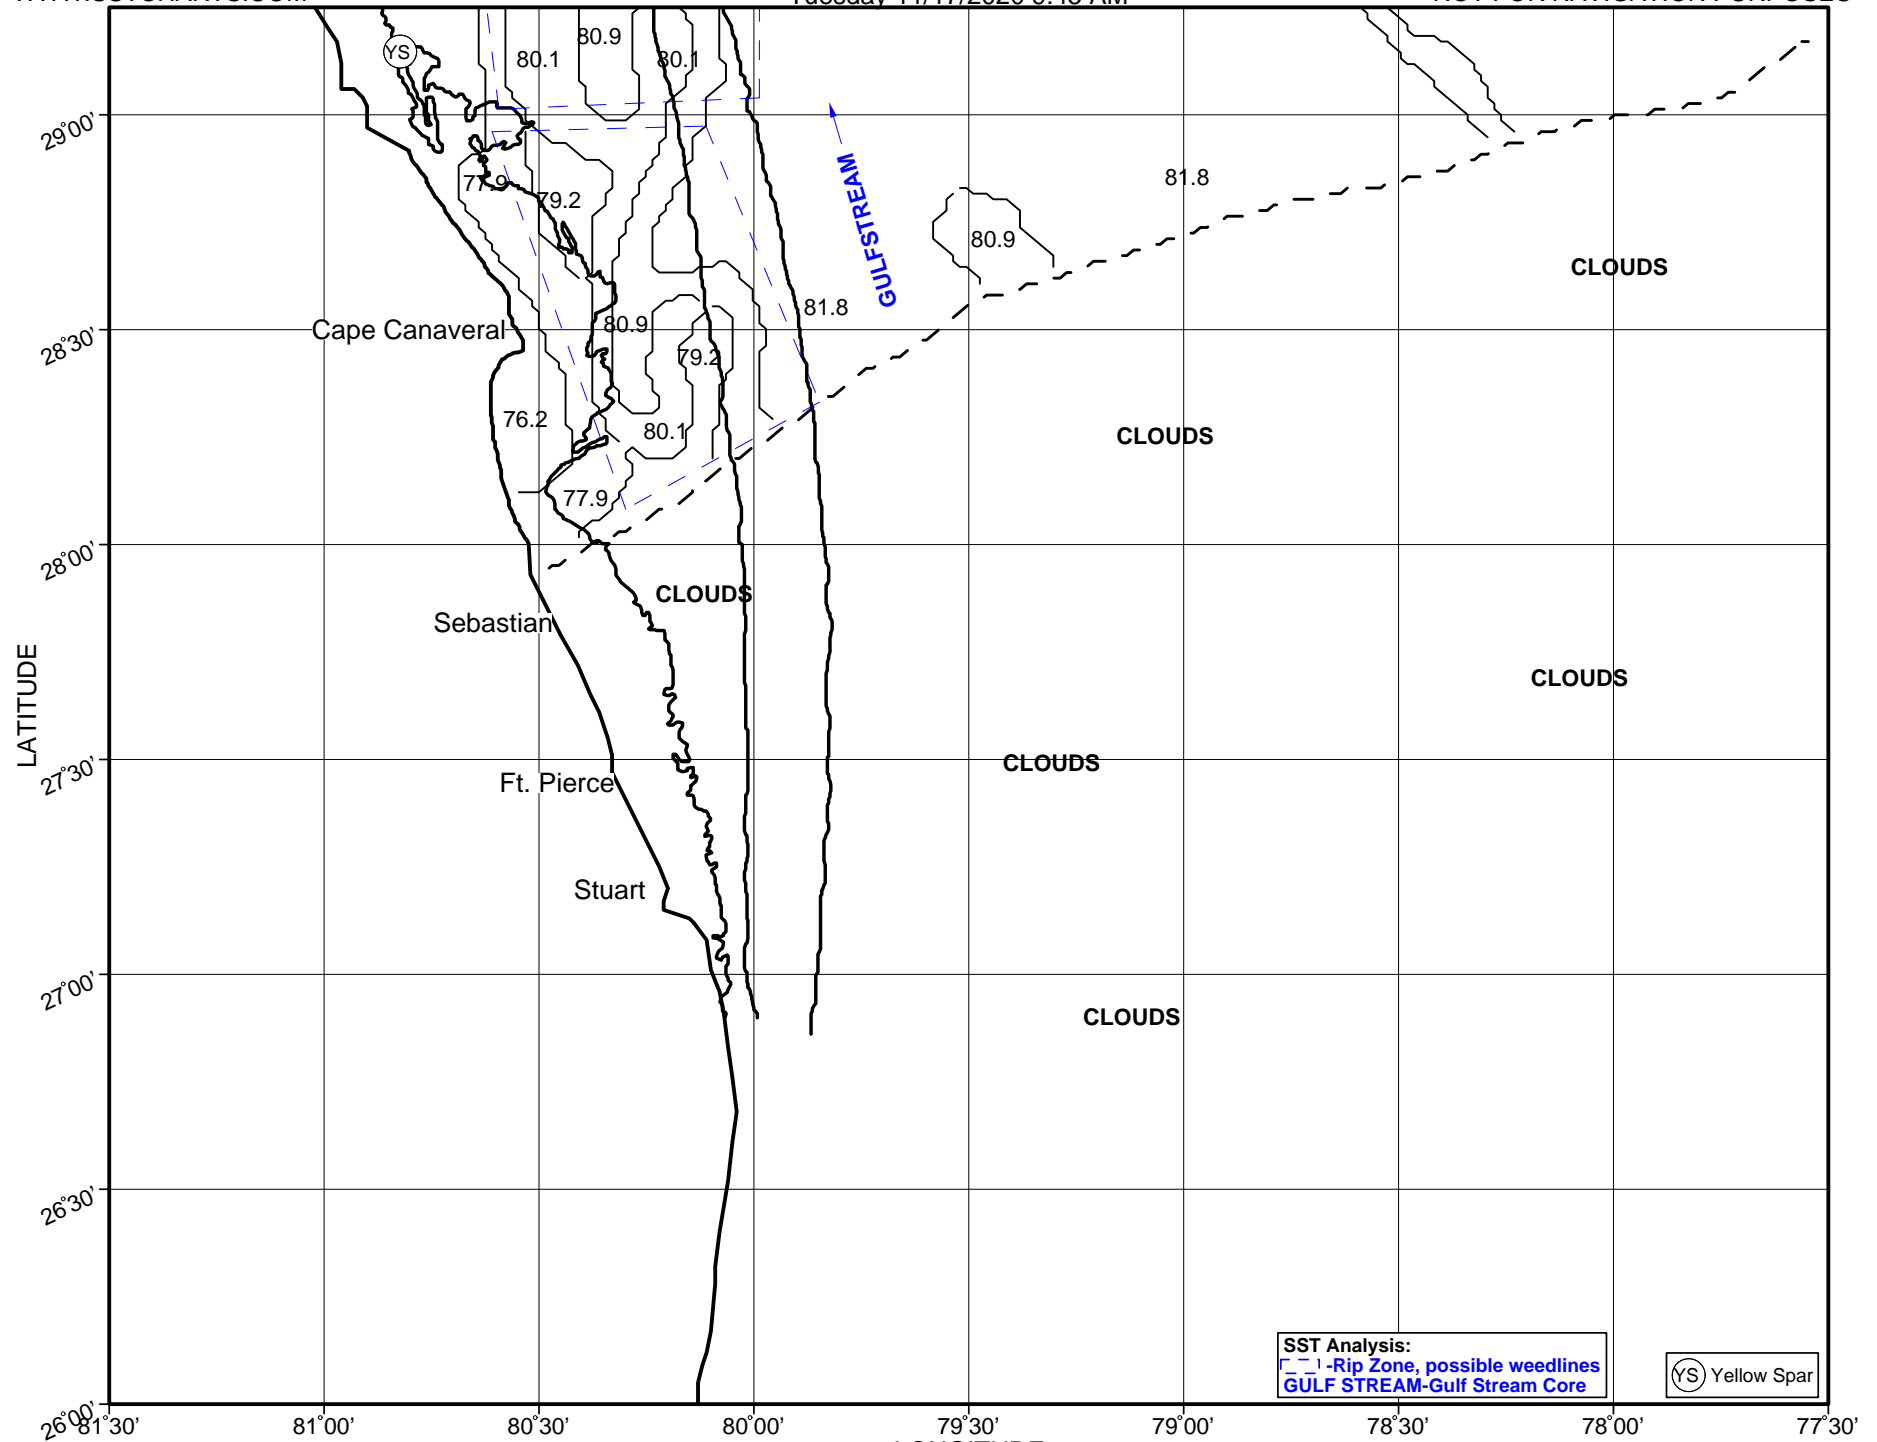 80.9
80.1
80.1
YS
29°00'
GULFSTREAM
77.9
79.2
81.8
80.9
CLOUDS
81.8
Cape Canaveral
80.9
28°30'
79.2
76.2
80.1
CLOUDS
77.9
28°00'
CLOUDS
Sebastian
LATITUDE
CLOUDS
27°30'
CLOUDS
Ft. Pierce
Stuart
27°00'
CLOUDS
26°30'
SST Analysis:
-Rip Zone, possible weedlines
GULF STREAM-Gulf Stream Core
YS Yellow Spar
26°00'
81°30' 81°00' 80°30' 80°00' 79°30' 79°00' 78°30' 78°00' 77°30'